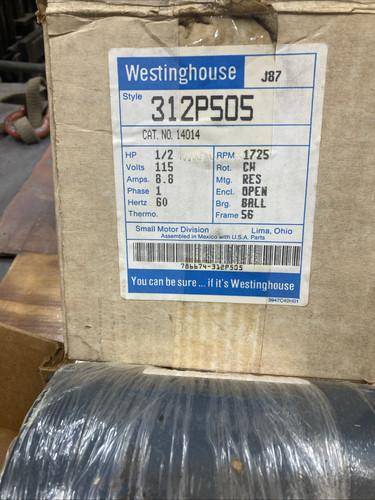 Westinghouse J87
Style 312P505
CAT. NO. 14014
HP 1/2 RPM 1725
Volts 115 Rot. CW
Amps. 8.8 Mtg. RES
Phase 1 Encl. OPEN
Hertz 60 Brg. BALL
Thermo. Frame 56
Small Motor Division Lima, Ohio
Assembled in Mexico with U.S.A. Parts
786674-312P505
You can be sure ... if it's Westinghouse